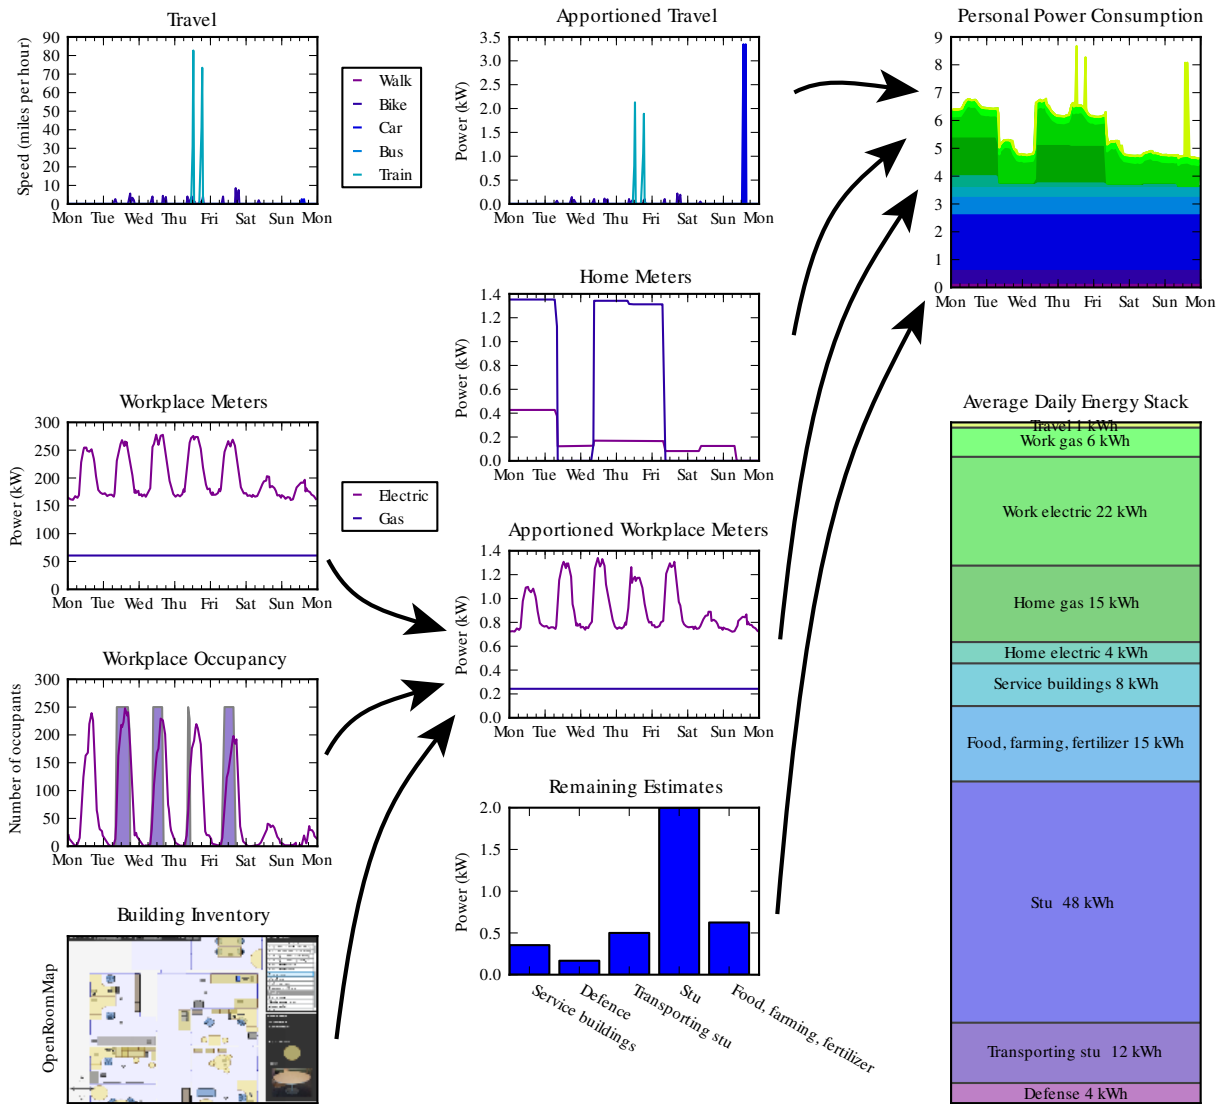 Travel
Speed (miles per hour)
90
80
70
60
50
40
30
20
10
0
Mon Tue Wed Thu Fri Sat Sun Mon
Walk
Bike
Car
Bus
Train
Apportioned Travel
Power (kW)
3.5
3.0
2.5
2.0
1.5
1.0
0.5
0.0
Mon Tue Wed Thu Fri Sat Sun Mon
Personal Power Consumption
9
8
7
6
5
4
3
2
1
0
Mon Tue Wed Thu Fri Sat Sun Mon
Home Meters
Power (kW)
1.4
1.2
1.0
0.8
0.6
0.4
0.2
0.0
Mon Tue Wed Thu Fri Sat Sun Mon
Workplace Meters
Power (kW)
300
250
200
150
100
50
0
Mon Tue Wed Thu Fri Sat Sun Mon
Electric
Gas
Apportioned Workplace Meters
Power (kW)
1.4
1.2
1.0
0.8
0.6
0.4
0.2
0.0
Mon Tue Wed Thu Fri Sat Sun Mon
Workplace Occupancy
Number of occupants
300
250
200
150
100
50
0
Mon Tue Wed Thu Fri Sat Sun Mon
Remaining Estimates
Power (kW)
2.0
1.5
1.0
0.5
0.0
Service buildings
Defence
Transporting stu
Stu
Food, farming, fertilizer
Building Inventory
OpenRoomMap
Average Daily Energy Stack
Travel 1 kWh
Work gas 6 kWh
Work electric 22 kWh
Home gas 15 kWh
Home electric 4 kWh
Service buildings 8 kWh
Food, farming, fertilizer 15 kWh
Stu 48 kWh
Transporting stu 12 kWh
Defense 4 kWh